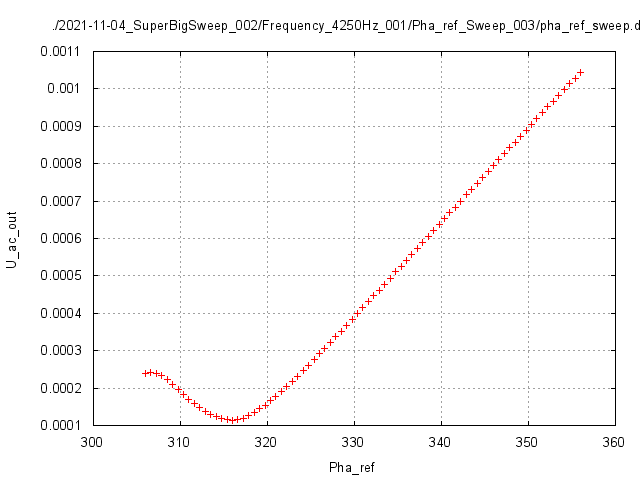 ./2021-11-04_SuperBigSweep_002/Frequency_4250Hz_001/Pha_ref_Sweep_003/pha_ref_sweep.d
0.0011
0.001
0.0009
0.0008
0.0007
0.0006
0.0005
0.0004
0.0003
0.0002
0.0001
U_ac_out
300 310 320 330 340 350 360
Pha_ref